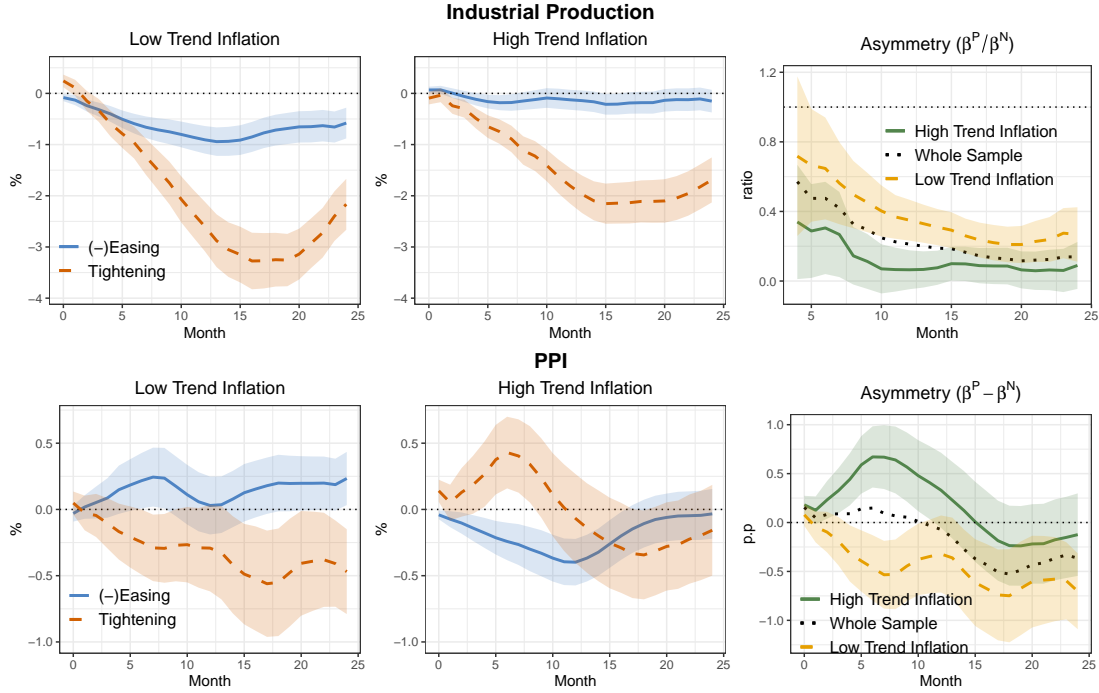 Industrial Production
Low Trend Inflation
0
−1
−2
−3
−4
%
(−)Easing
Tightening
0 5 10 15 20 25
Month
High Trend Inflation
0
−1
−2
−3
−4
%
(−)Easing
Tightening
0 5 10 15 20 25
Month
Asymmetry (β^P/β^N)
1.2
0.8
0.4
0.0
ratio
High Trend Inflation
Whole Sample
Low Trend Inflation
5 10 15 20 25
Month
PPI
Low Trend Inflation
0.5
0.0
−0.5
−1.0
%
(−)Easing
Tightening
0 5 10 15 20 25
Month
High Trend Inflation
0.5
0.0
−0.5
−1.0
%
(−)Easing
Tightening
0 5 10 15 20 25
Month
Asymmetry (β^P − β^N)
1.0
0.5
0.0
−0.5
−1.0
p.p
High Trend Inflation
Whole Sample
Low Trend Inflation
0 5 10 15 20 25
Month